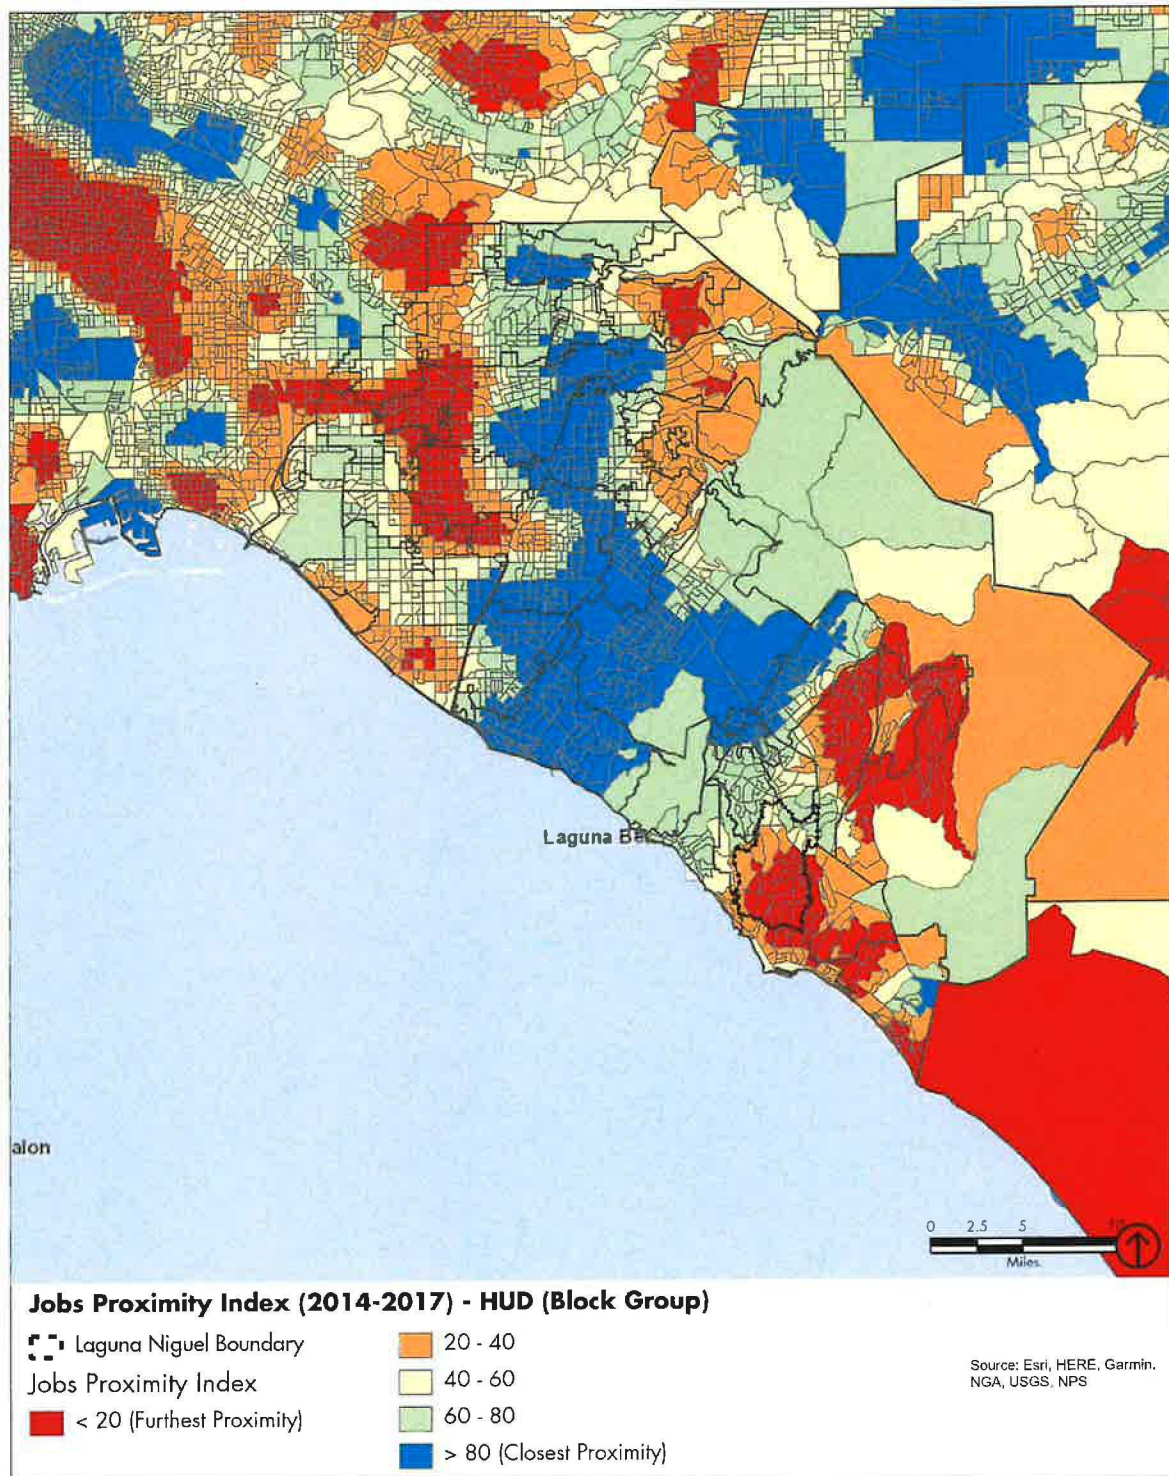 Laguna Be
alon
0 2.5 5
Miles
Jobs Proximity Index (2014-2017) - HUD (Block Group)
Laguna Niguel Boundary
Jobs Proximity Index
< 20 (Furthest Proximity)
20 - 40
40 - 60
60 - 80
> 80 (Closest Proximity)
Source: Esri, HERE, Garmin,
NGA, USGS, NPS